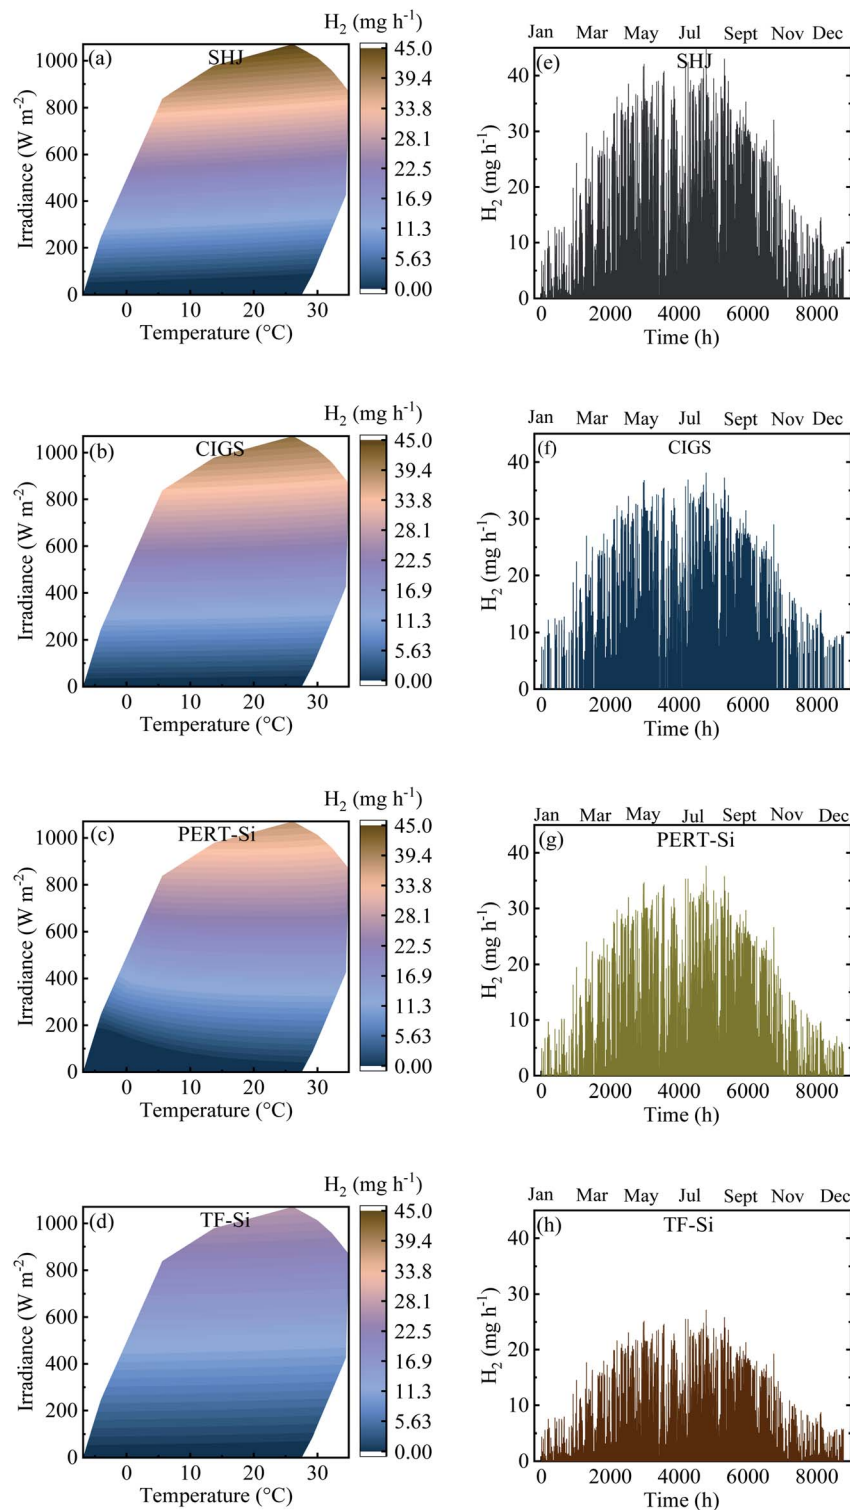 H₂ (mg h⁻¹)
(a)
SHJ
1000
800
600
400
200
0
Irradiance (W m⁻²)
0 10 20 30
Temperature (°C)
45.0
39.4
33.8
28.1
22.5
16.9
11.3
5.63
0.00
Jan Mar May Jul Sept Nov Dec
(e)
SHJ
40
30
20
10
0
H₂ (mg h⁻¹)
0 2000 4000 6000 8000
Time (h)
H₂ (mg h⁻¹)
(b)
CIGS
1000
800
600
400
200
0
Irradiance (W m⁻²)
0 10 20 30
Temperature (°C)
45.0
39.4
33.8
28.1
22.5
16.9
11.3
5.63
0.00
Jan Mar May Jul Sept Nov Dec
(f)
CIGS
40
30
20
10
0
H₂ (mg h⁻¹)
0 2000 4000 6000 8000
Time (h)
H₂ (mg h⁻¹)
(c)
PERT-Si
1000
800
600
400
200
0
Irradiance (W m⁻²)
0 10 20 30
Temperature (°C)
45.0
39.4
33.8
28.1
22.5
16.9
11.3
5.63
0.00
Jan Mar May Jul Sept Nov Dec
(g)
PERT-Si
40
30
20
10
0
H₂ (mg h⁻¹)
0 2000 4000 6000 8000
Time (h)
H₂ (mg h⁻¹)
(d)
TF-Si
1000
800
600
400
200
0
Irradiance (W m⁻²)
0 10 20 30
Temperature (°C)
45.0
39.4
33.8
28.1
22.5
16.9
11.3
5.63
0.00
Jan Mar May Jul Sept Nov Dec
(h)
TF-Si
40
30
20
10
0
H₂ (mg h⁻¹)
0 2000 4000 6000 8000
Time (h)